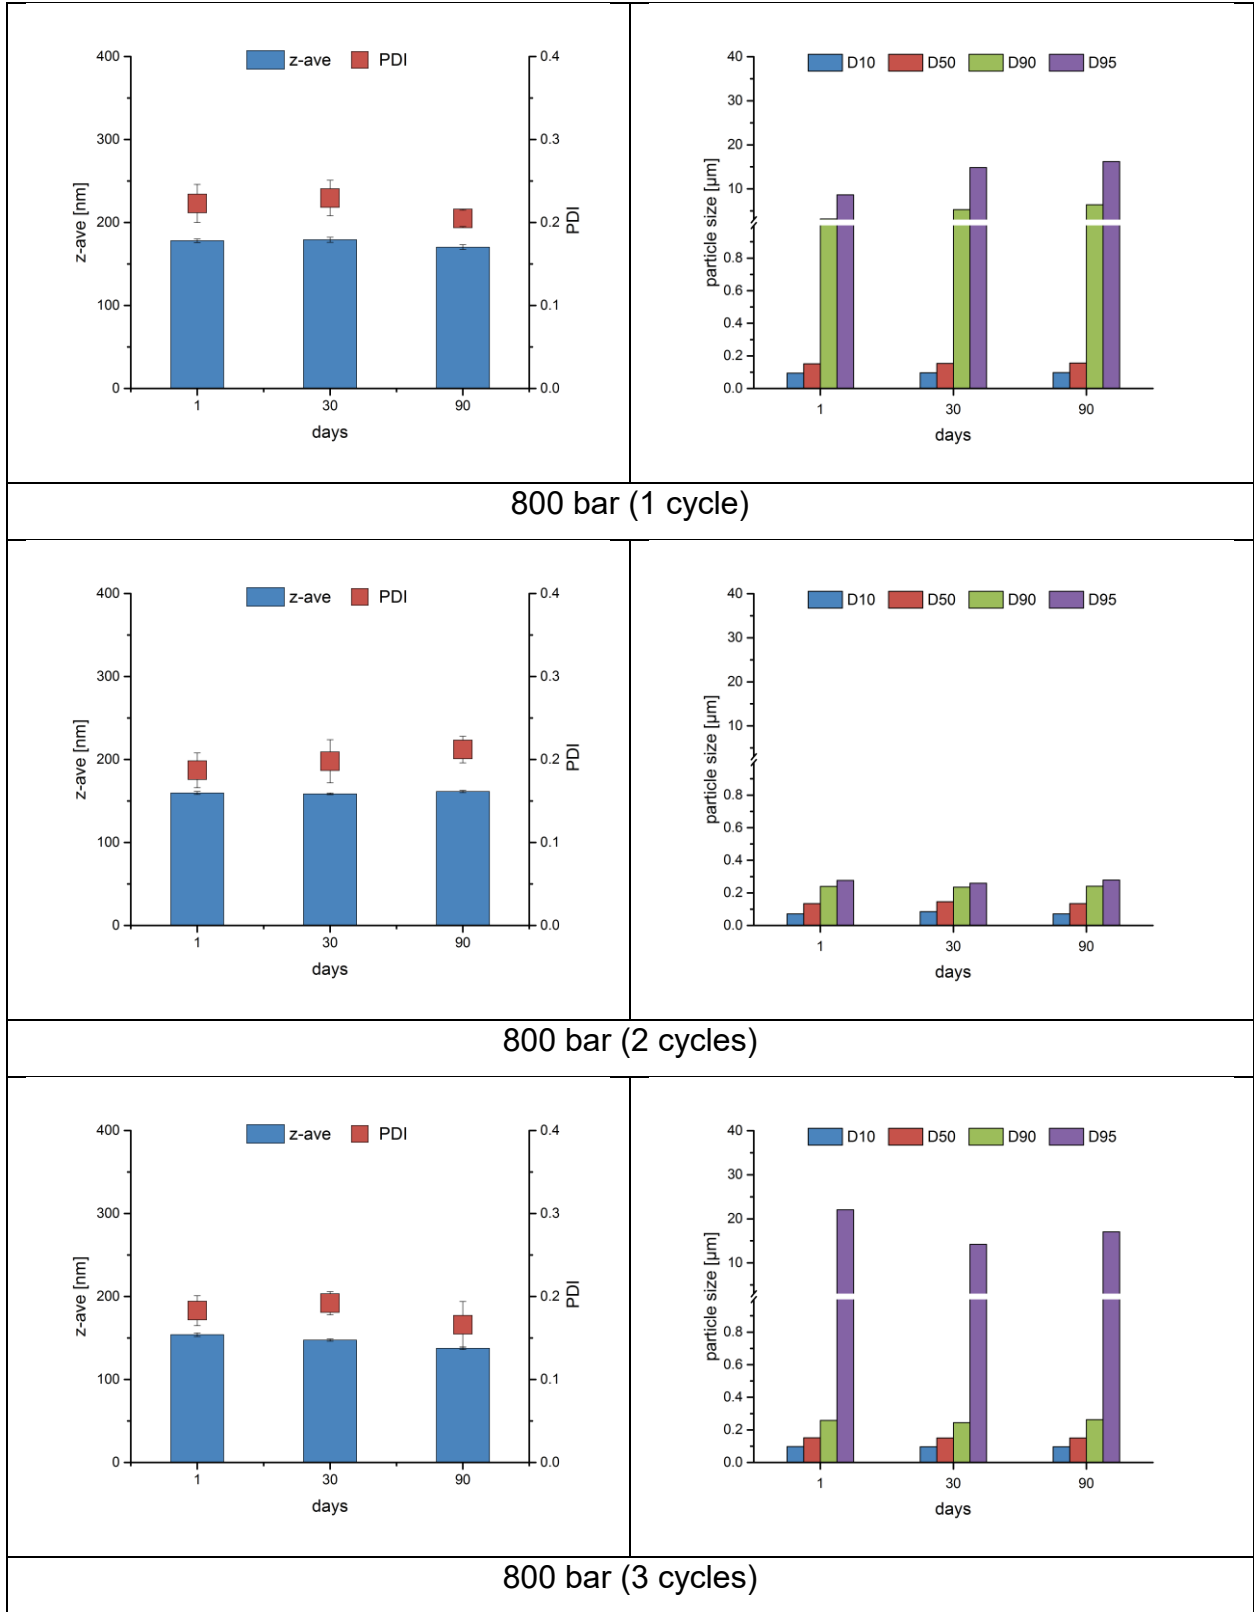 z-ave PDI
400
300
200
100
0
z-ave [nm]
0.4
0.3
0.2
0.1
0.0
PDI
1 30 90
days
D10 D50 D90 D95
40
30
20
10
0.8
0.6
0.4
0.2
0.0
particle size [µm]
1 30 90
days
800 bar (1 cycle)
z-ave PDI
400
300
200
100
0
z-ave [nm]
0.4
0.3
0.2
0.1
0.0
PDI
1 30 90
days
D10 D50 D90 D95
40
30
20
10
0.8
0.6
0.4
0.2
0.0
particle size [µm]
1 30 90
days
800 bar (2 cycles)
z-ave PDI
400
300
200
100
0
z-ave [nm]
0.4
0.3
0.2
0.1
0.0
PDI
1 30 90
days
D10 D50 D90 D95
40
30
20
10
0.8
0.6
0.4
0.2
0.0
particle size [µm]
1 30 90
days
800 bar (3 cycles)